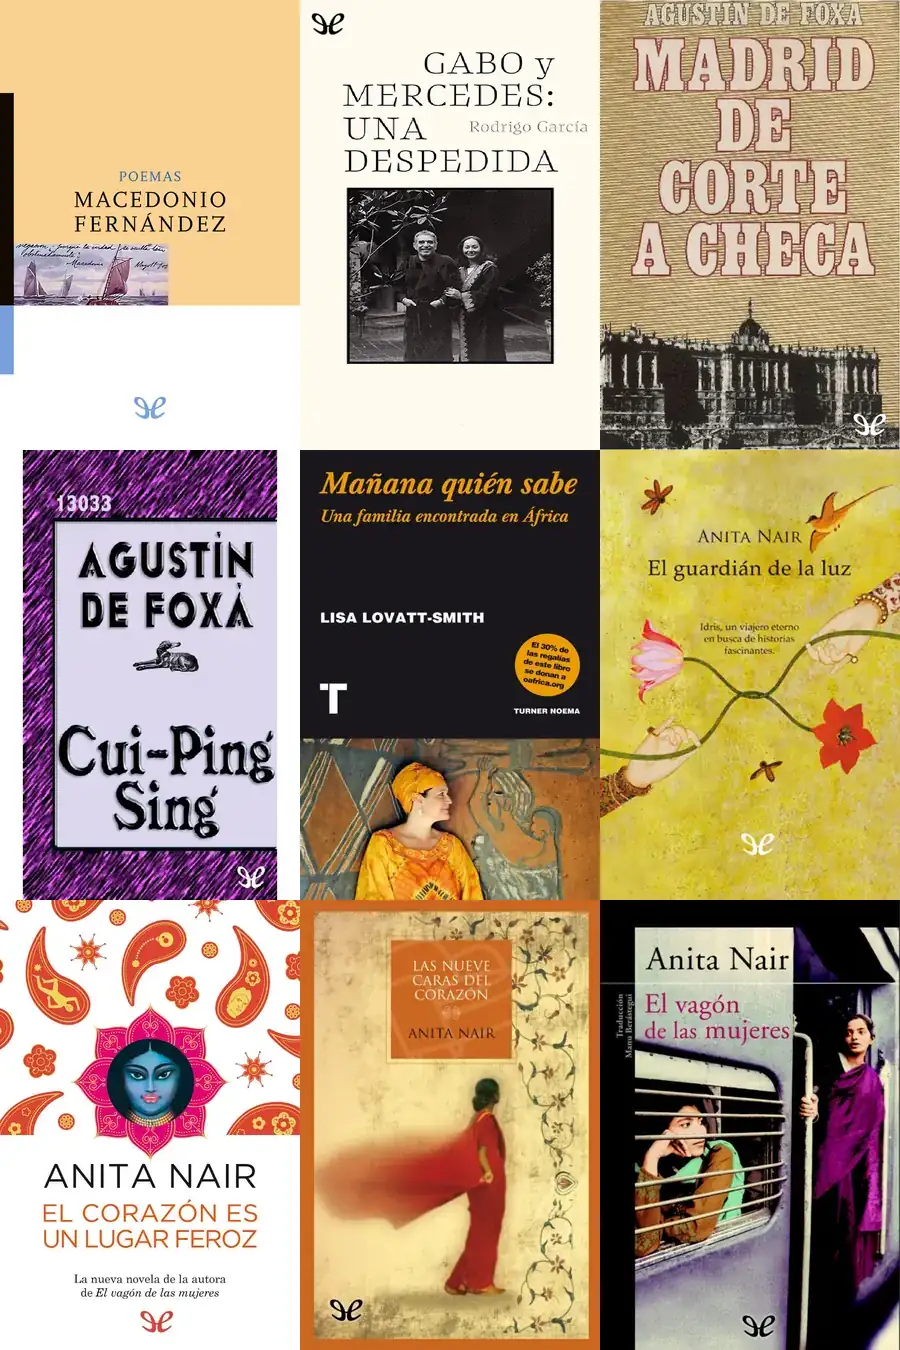 POEMAS
MACEDONIO
FERNÁNDEZ
GABO y
MERCEDES:
UNA
Rodrigo García
DESPEDIDA
AGUSTÍN DE FOXÁ
MADRID
DE
CORTE
A CHECA
13033
AGUSTÍN
DE FOXÁ
Cui-Ping
Sing
Mañana quién sabe
Una familia encontrada en África
LISA LOVATT-SMITH
El 30% de
las regalías
de este libro
se donan a
oafrica.org
T
TURNER NOEMA
ANITA NAIR
El guardián de la luz
Idris, un viajero eterno
en busca de historias
fascinantes.
ANITA NAIR
EL CORAZÓN ES
UN LUGAR FEROZ
La nueva novela de la autora
de El vagón de las mujeres
LAS NUEVE
CARAS DEL
CORAZÓN
ANITA NAIR
Anita Nair
El vagón
de las mujeres
Traducción
Manu Berástegui